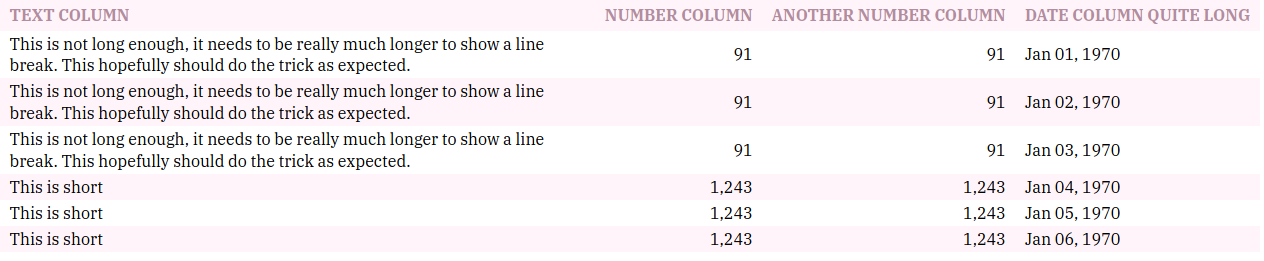 TEXT COLUMN NUMBER COLUMN ANOTHER NUMBER COLUMN DATE COLUMN QUITE LONG
This is not long enough, it needs to be really much longer to show a line
break. This hopefully should do the trick as expected.
91 91 Jan 01, 1970
This is not long enough, it needs to be really much longer to show a line
break. This hopefully should do the trick as expected.
91 91 Jan 02, 1970
This is not long enough, it needs to be really much longer to show a line
break. This hopefully should do the trick as expected.
91 91 Jan 03, 1970
This is short 1,243 1,243 Jan 04, 1970
This is short 1,243 1,243 Jan 05, 1970
This is short 1,243 1,243 Jan 06, 1970